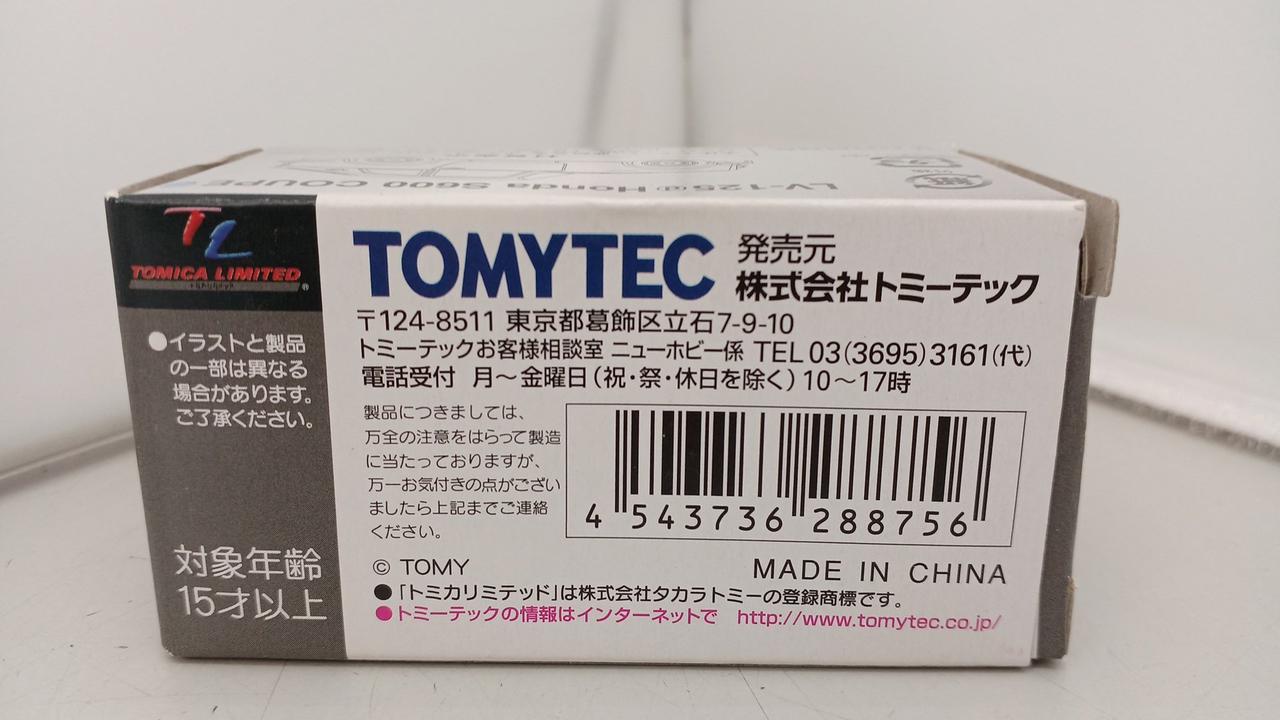 LV-125ⓐ Honda S600 COUPE
TL
TOMICA LIMITED
トミカリミテッド
®
●イラストと製品
の一部は異なる
場合があります。
ご了承ください。
対象年齢
15才以上
TOMYTEC
発売元
株式会社トミーテック
〒124-8511 東京都葛飾区立石7-9-10
トミーテックお客様相談室 ニューホビー係 TEL 03(3695)3161(代)
電話受付 月～金曜日(祝・祭・休日を除く)10～17時
製品につきましては、
万全の注意をはらって製造
に当たっておりますが、
万一お気付きの点がござい
ましたら上記までご連絡
ください。
4 543736 288756
© TOMY
MADE IN CHINA
●「トミカリミテッド」は株式会社タカラトミーの登録商標です。
●トミーテックの情報はインターネットで http://www.tomytec.co.jp/